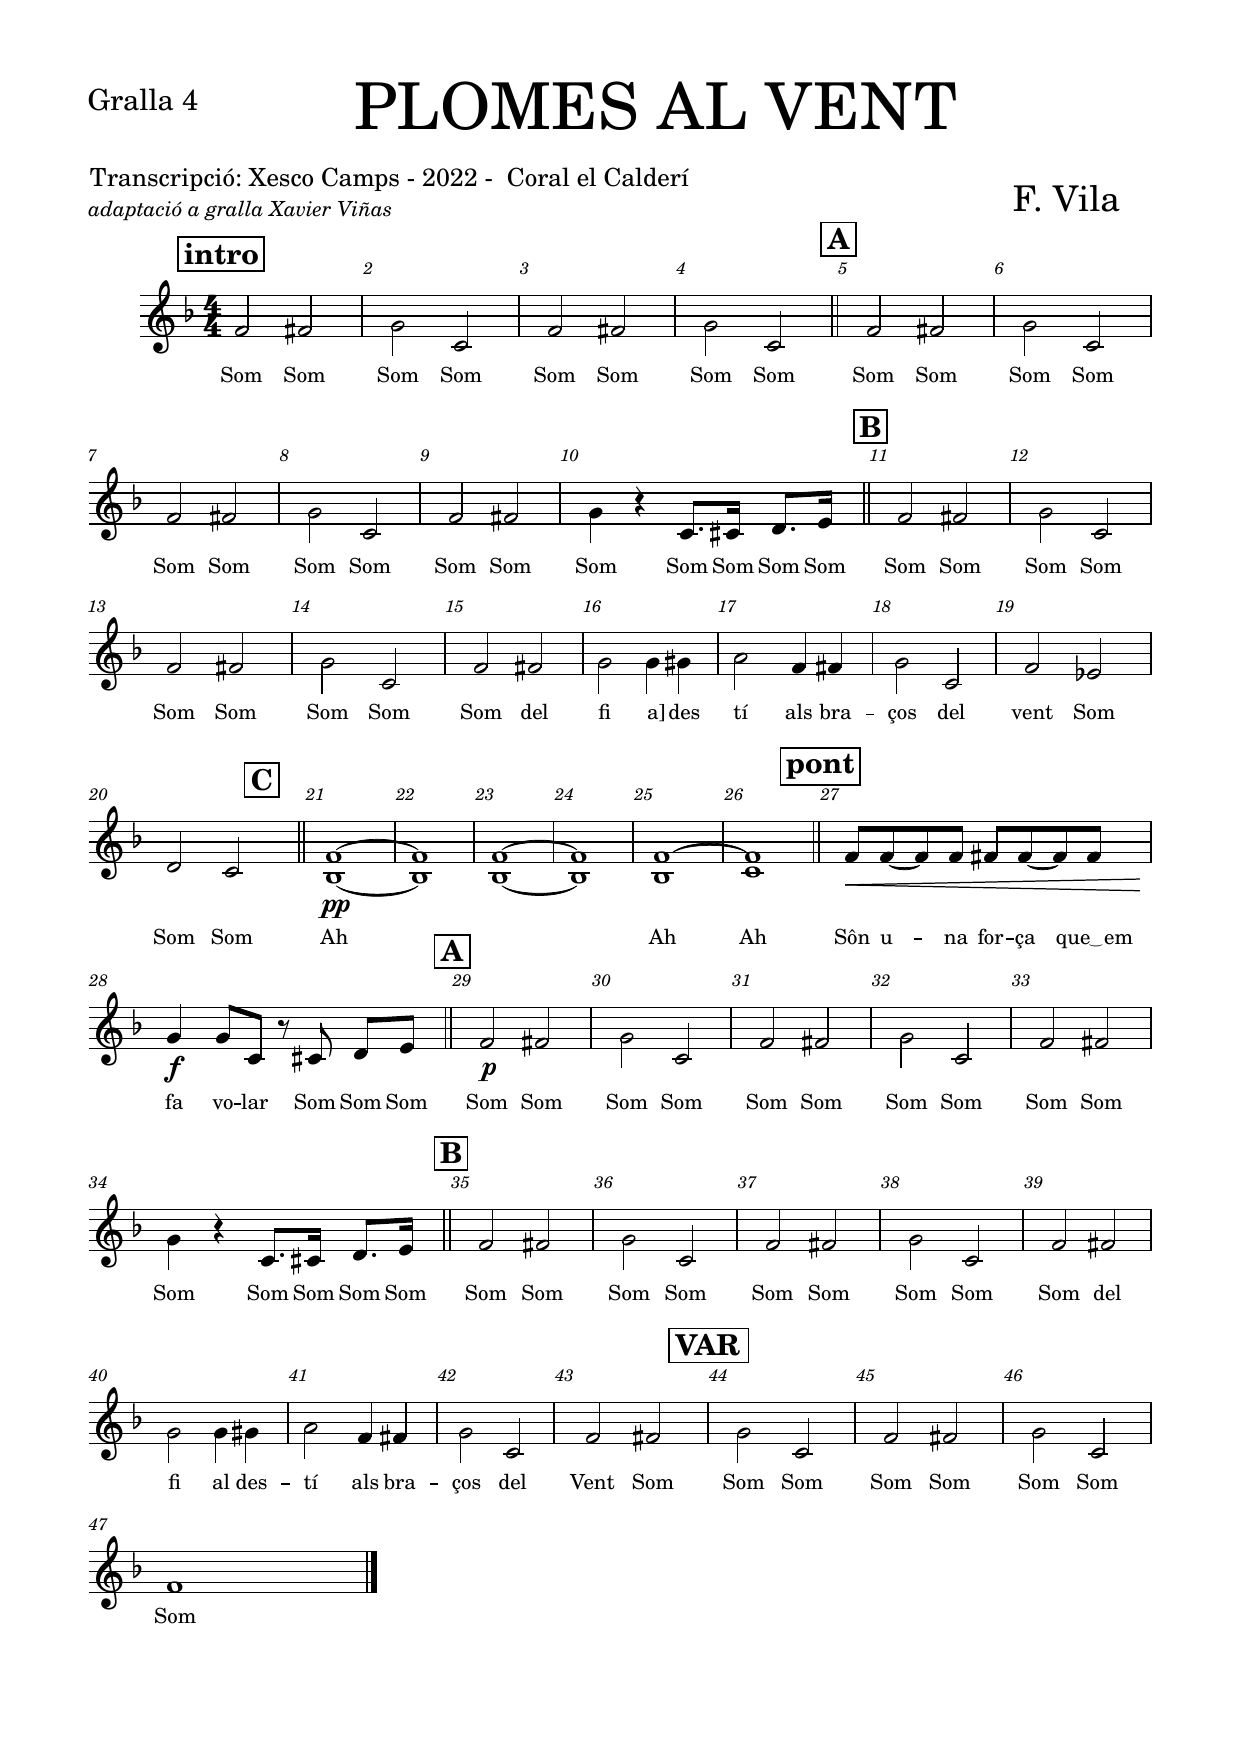 Gralla 4
PLOMES AL VENT
Transcripció: Xesco Camps - 2022 - Coral el Calderí
adaptació a gralla Xavier Viñas
F. Vila
intro A
2 3 4 5 6
4 4
Som Som Som Som Som Som Som Som Som Som Som Som
B
7 8 9 10 11 12
Som Som Som Som Som Som Som Som Som Som Som Som Som Som Som
13 14 15 16 17 18 19
Som Som Som Som Som del fi a] des tí als bra – ços del vent Som
C pont
20 21 22 23 24 25 26 27
pp
Som Som Ah Ah Ah Sôn u – na for – ça que‿em
A
28 29 30 31 32 33
f p
fa vo – lar Som Som Som Som Som Som Som Som Som Som Som Som Som
B
34 35 36 37 38 39
Som Som Som Som Som Som Som Som Som Som Som Som Som Som del
VAR
40 41 42 43 44 45 46
fi al des – tí als bra – ços del Vent Som Som Som Som Som Som Som
47
Som